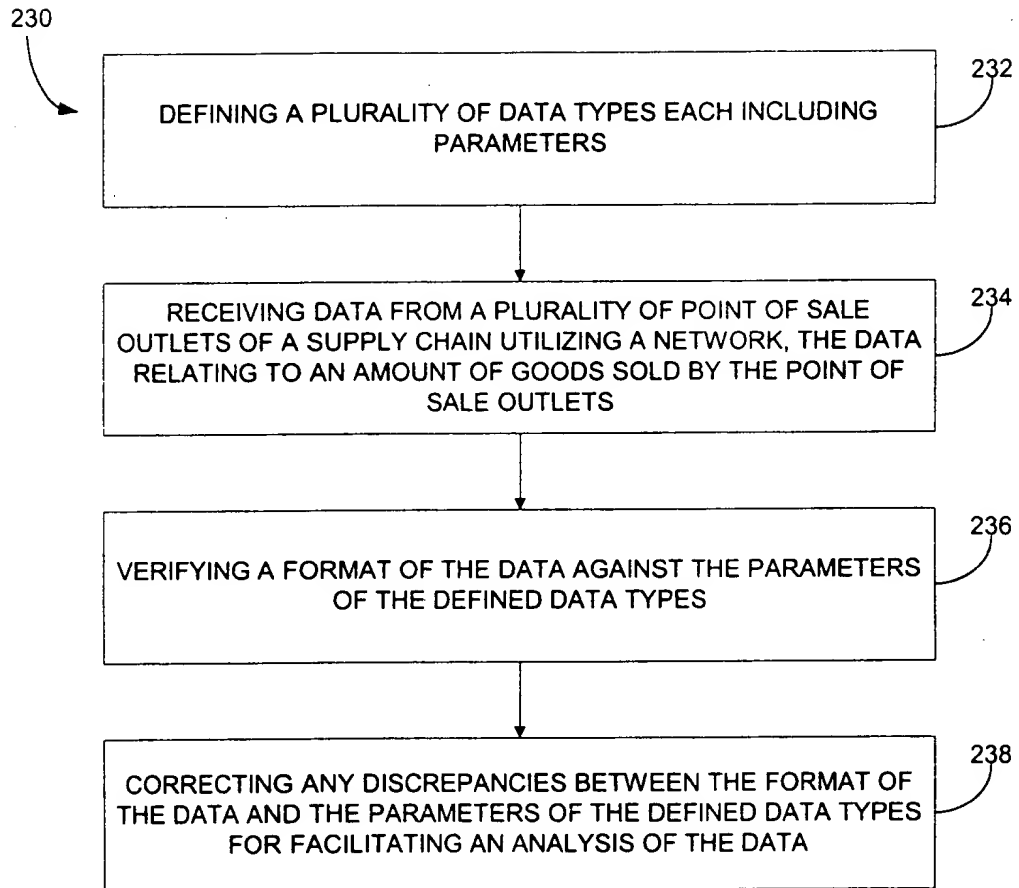 230
232
DEFINING A PLURALITY OF DATA TYPES EACH INCLUDING
PARAMETERS
234
RECEIVING DATA FROM A PLURALITY OF POINT OF SALE
OUTLETS OF A SUPPLY CHAIN UTILIZING A NETWORK, THE DATA
RELATING TO AN AMOUNT OF GOODS SOLD BY THE POINT OF
SALE OUTLETS
236
VERIFYING A FORMAT OF THE DATA AGAINST THE PARAMETERS
OF THE DEFINED DATA TYPES
238
CORRECTING ANY DISCREPANCIES BETWEEN THE FORMAT OF
THE DATA AND THE PARAMETERS OF THE DEFINED DATA TYPES
FOR FACILITATING AN ANALYSIS OF THE DATA